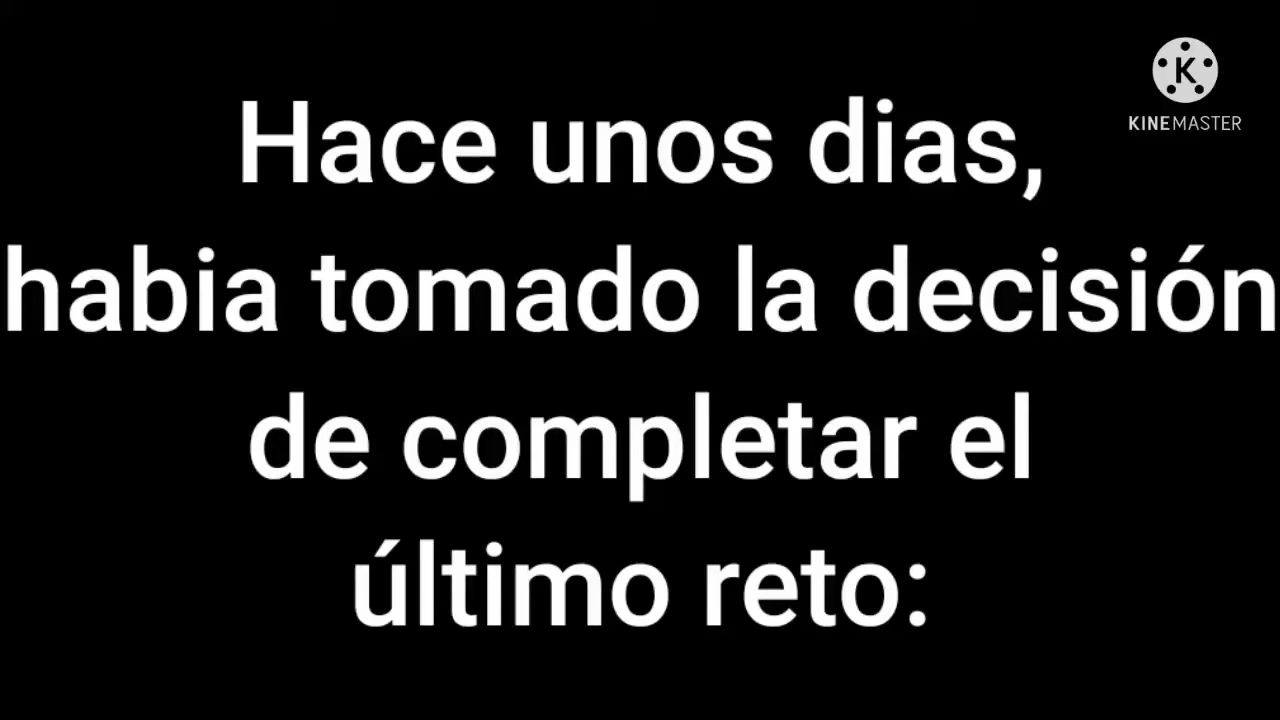 K
KINEMASTER
Hace unos dias,
habia tomado la decisión
de completar el
último reto: